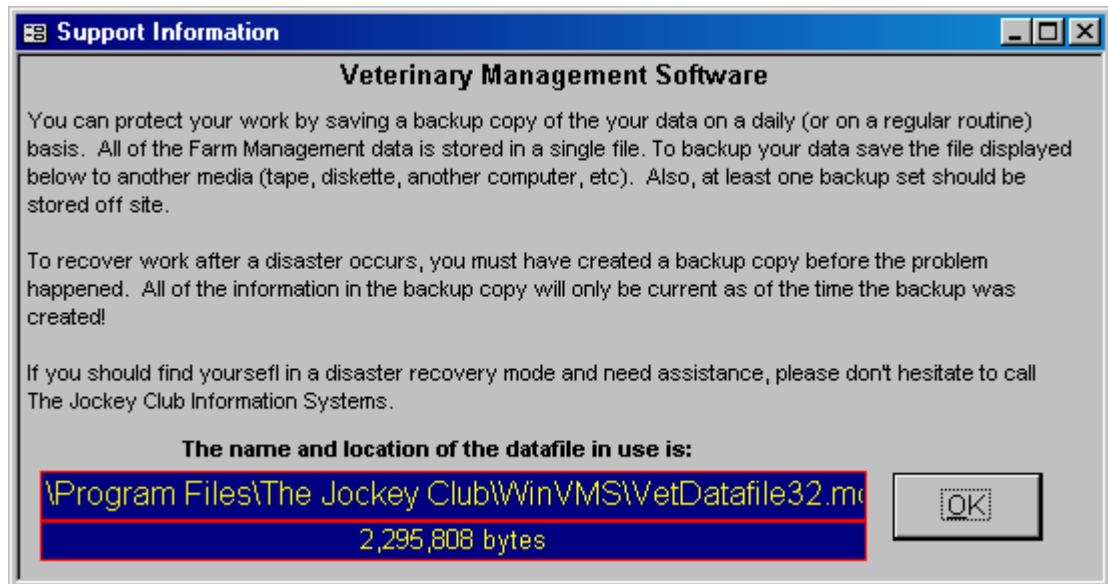 Support Information
Veterinary Management Software
You can protect your work by saving a backup copy of the your data on a daily (or on a regular routine)
basis.  All of the Farm Management data is stored in a single file. To backup your data save the file displayed
below to another media (tape, diskette, another computer, etc).  Also, at least one backup set should be
stored off site.
To recover work after a disaster occurs, you must have created a backup copy before the problem
happened.  All of the information in the backup copy will only be current as of the time the backup was
created!
If you should find yoursefl in a disaster recovery mode and need assistance, please don't hesitate to call
The Jockey Club Information Systems.
The name and location of the datafile in use is:
\Program Files\The Jockey Club\WinVMS\VetDatafile32.m
OK
2,295,808 bytes